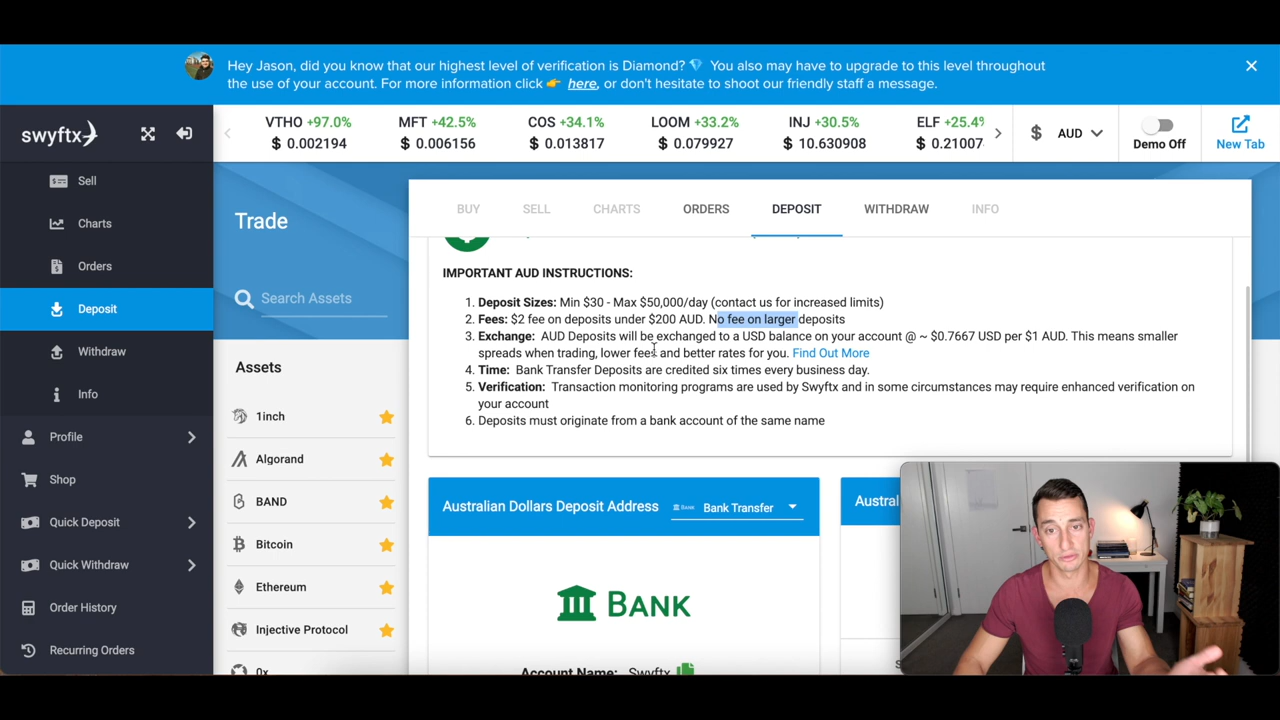 Hey Jason, did you know that our highest level of verification is Diamond? 💎 You also may have to upgrade to this level throughout
the use of your account. For more information click 👉 here, or don't hesitate to shoot our friendly staff a message.
swyftx
VTHO +97.0% MFT +42.5% COS +34.1% LOOM +33.2% INJ +30.5% ELF +25.4%
$ 0.002194 $ 0.006156 $ 0.013817 $ 0.079927 $ 10.630908 $ 0.21007
$ AUD
Demo Off
New Tab
Sell
Charts
Orders
Deposit
Withdraw
Info
Profile
Shop
Quick Deposit
Quick Withdraw
Order History
Recurring Orders
Trade
Search Assets
Assets
1inch
Algorand
BAND
Bitcoin
Ethereum
Injective Protocol
0x
BUY SELL CHARTS ORDERS DEPOSIT WITHDRAW INFO
IMPORTANT AUD INSTRUCTIONS:
1. Deposit Sizes: Min $30 - Max $50,000/day (contact us for increased limits)
2. Fees: $2 fee on deposits under $200 AUD. No fee on larger deposits
3. Exchange: AUD Deposits will be exchanged to a USD balance on your account @ ~ $0.7667 USD per $1 AUD. This means smaller
spreads when trading, lower fees and better rates for you. Find Out More
4. Time: Bank Transfer Deposits are credited six times every business day.
5. Verification: Transaction monitoring programs are used by Swyftx and in some circumstances may require enhanced verification on
your account
6. Deposits must originate from a bank account of the same name
Australian Dollars Deposit Address BANK Bank Transfer
BANK
Account Name: Swyftx
Austral